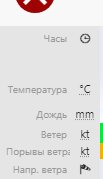 Часы
Температура °C
Дождь mm
Ветер kt
Порывы ветра kt
Напр. ветра